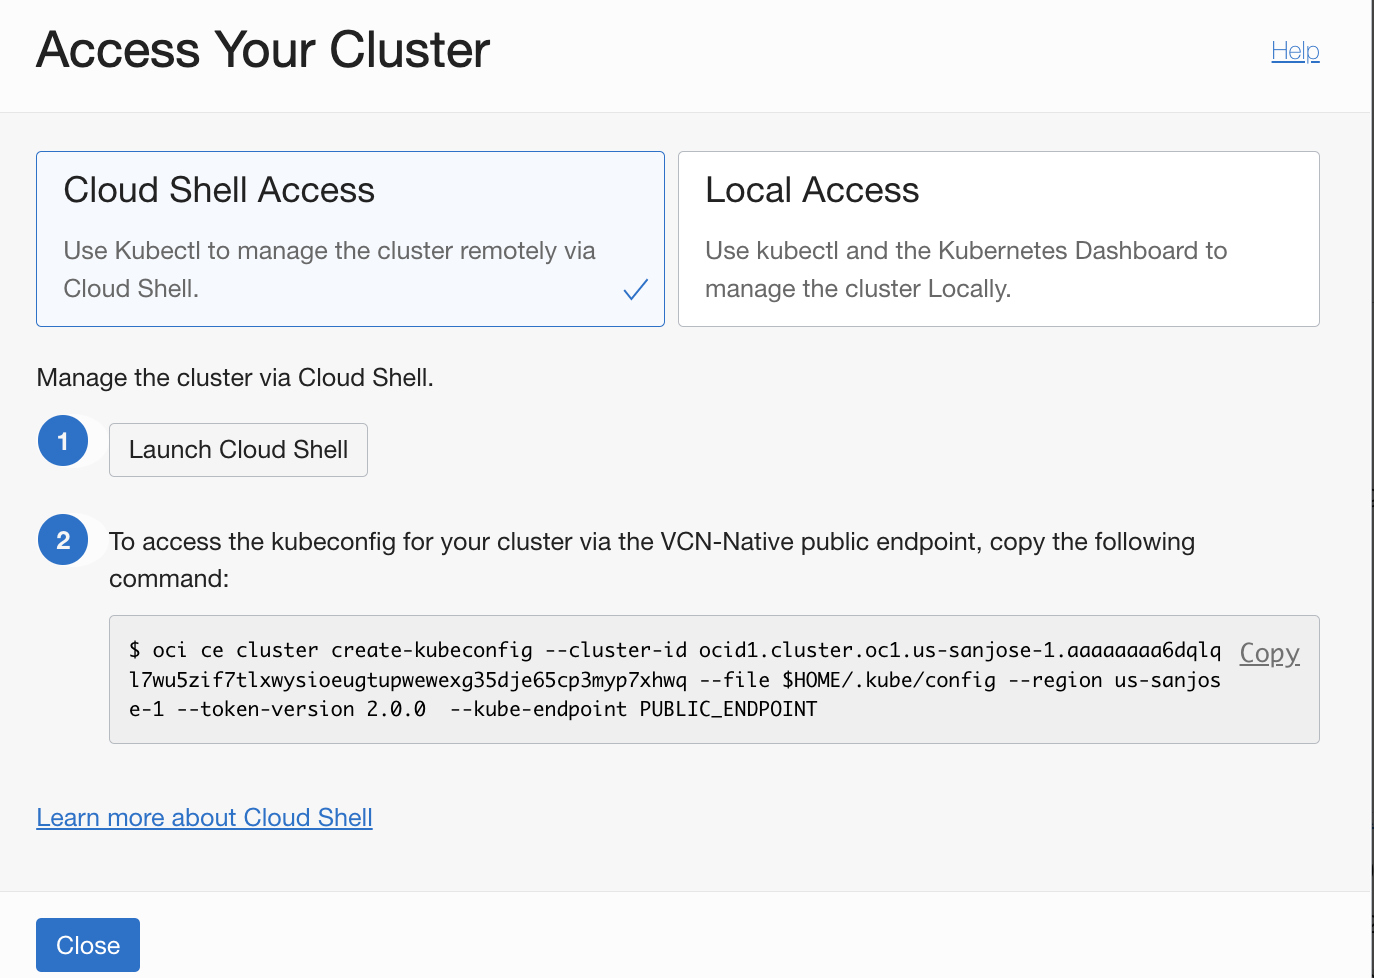 Access Your Cluster
Help
Cloud Shell Access
Use Kubectl to manage the cluster remotely via
Cloud Shell.
Local Access
Use kubectl and the Kubernetes Dashboard to
manage the cluster Locally.
Manage the cluster via Cloud Shell.
1
Launch Cloud Shell
2
To access the kubeconfig for your cluster via the VCN-Native public endpoint, copy the following
command:
$ oci ce cluster create-kubeconfig --cluster-id ocid1.cluster.oc1.us-sanjose-1.aaaaaaaa6dqlq
l7wu5zif7tlxwysioeugtupwewexg35dje65cp3myp7xhwq --file $HOME/.kube/config --region us-sanjos
e-1 --token-version 2.0.0  --kube-endpoint PUBLIC_ENDPOINT
Copy
Learn more about Cloud Shell
Close